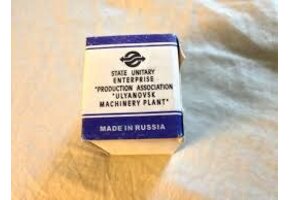 STATE UNITARY
ENTERPRISE
"PRODUCTION ASSOCIATION
"ULYANOVSK
MACHINERY PLANT"
MADE IN RUSSIA